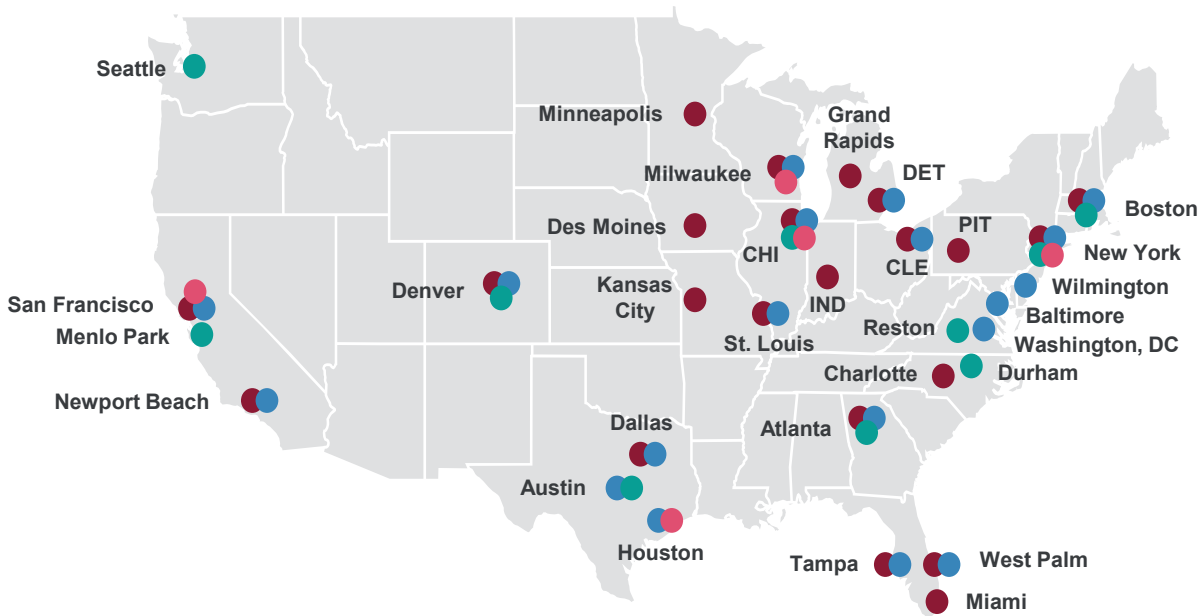 Seattle
Minneapolis
Grand
Rapids
Milwaukee
DET
Boston
Des Moines
CHI
PIT
CLE
New York
Denver
Kansas
City
IND
Wilmington
San Francisco
Baltimore
Menlo Park
St. Louis
Reston
Washington, DC
Charlotte
Durham
Newport Beach
Dallas
Atlanta
Austin
Houston
Tampa
West Palm
Miami